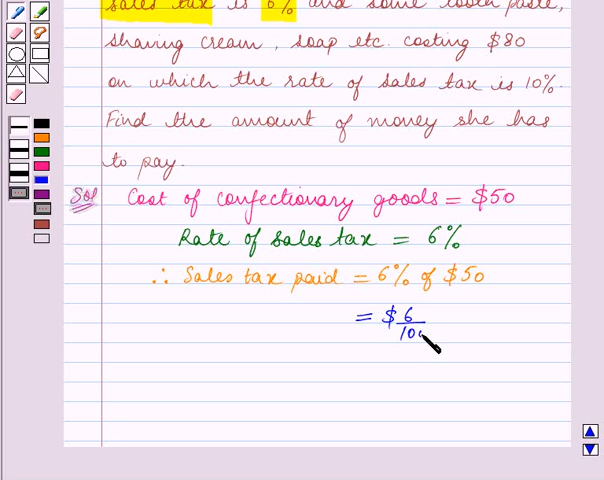 sales tax is 6% and some tooth paste,
shaving cream, soap etc. costing $80
on which the rate of sales tax is 10%.
Find the amount of money she has
to pay.
Sol Cost of confectionary goods = $50
Rate of sales tax = 6%
∴ Sales tax paid = 6% of $50
= $ 6/100